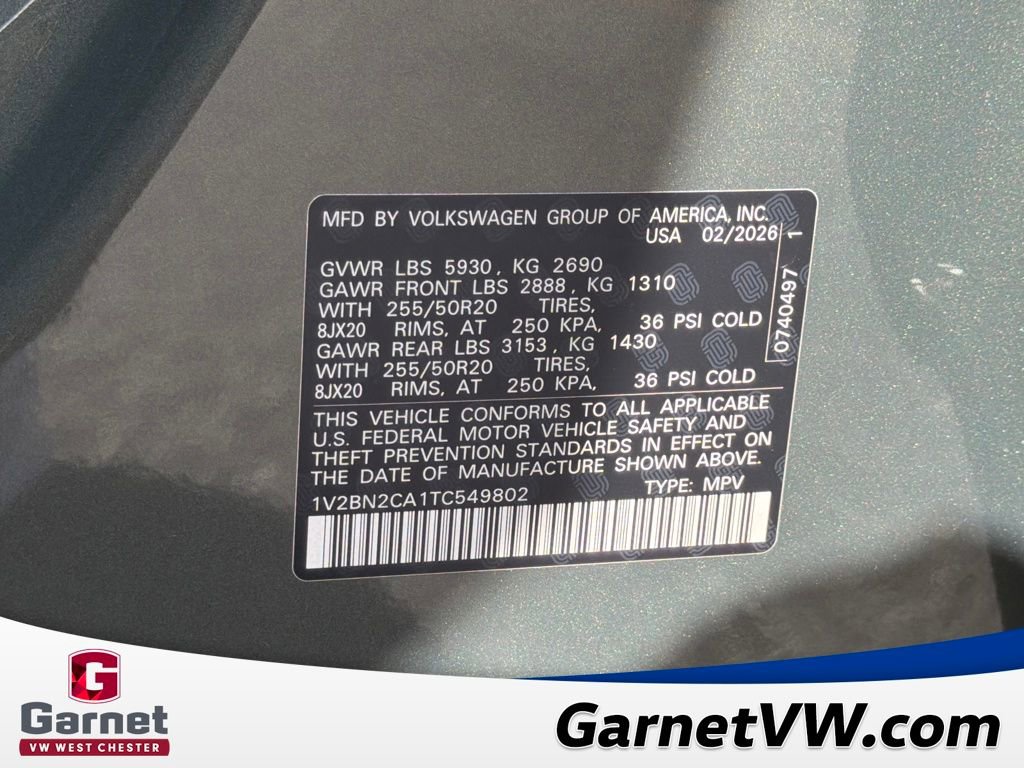 MFD BY VOLKSWAGEN GROUP OF AMERICA, INC.
USA 02/2026
GVWR LBS 5930, KG 2690
GAWR FRONT LBS 2888, KG 1310
WITH 255/50R20 TIRES,
8JX20 RIMS, AT 250 KPA, 36 PSI COLD
GAWR REAR LBS 3153, KG 1430
WITH 255/50R20 TIRES,
8JX20 RIMS, AT 250 KPA, 36 PSI COLD
0740497 1
THIS VEHICLE CONFORMS TO ALL APPLICABLE
U.S. FEDERAL MOTOR VEHICLE SAFETY AND
THEFT PREVENTION STANDARDS IN EFFECT ON
THE DATE OF MANUFACTURE SHOWN ABOVE.
1V2BN2CA1TC549802 TYPE: MPV
G
Garnet
VW WEST CHESTER
GarnetVW.com